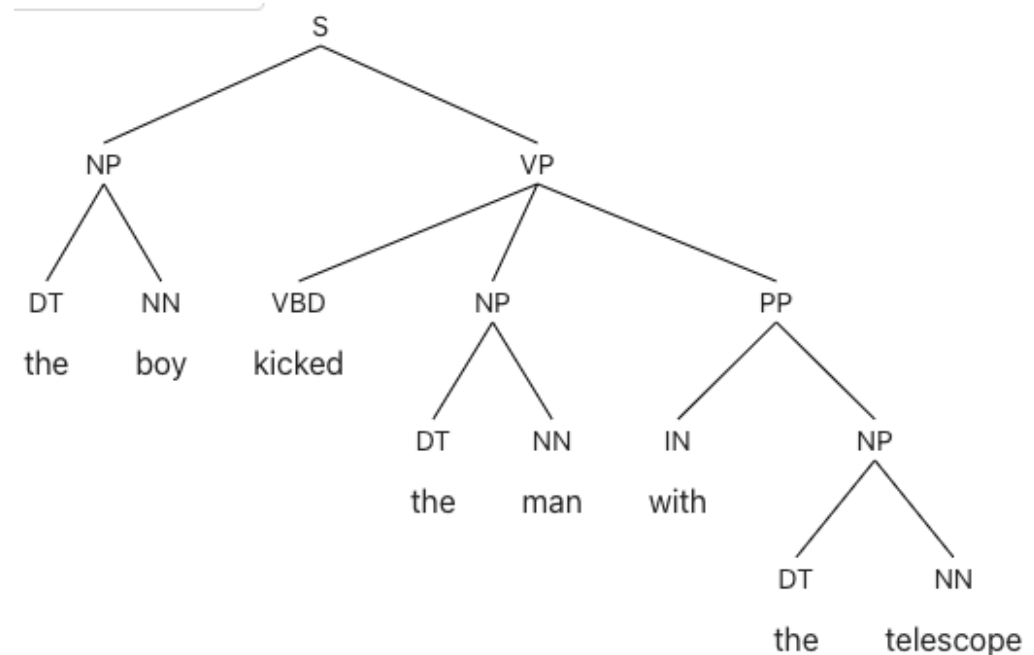 S
NP VP
DT NN VBD NP PP
the boy kicked
DT NN IN NP
the man with
DT NN
the telescope